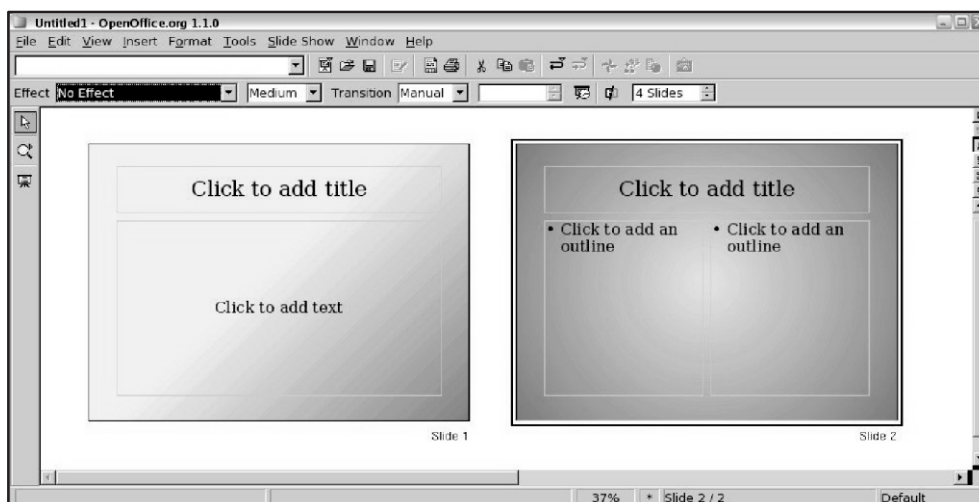 Untitled1 - OpenOffice.org 1.1.0
File Edit View Insert Format Tools Slide Show Window Help
Effect No Effect Medium Transition Manual 4 Slides
Click to add title
Click to add text
Slide 1
Click to add title
• Click to add an
outline
• Click to add an
outline
Slide 2
37% * Slide 2 / 2 Default